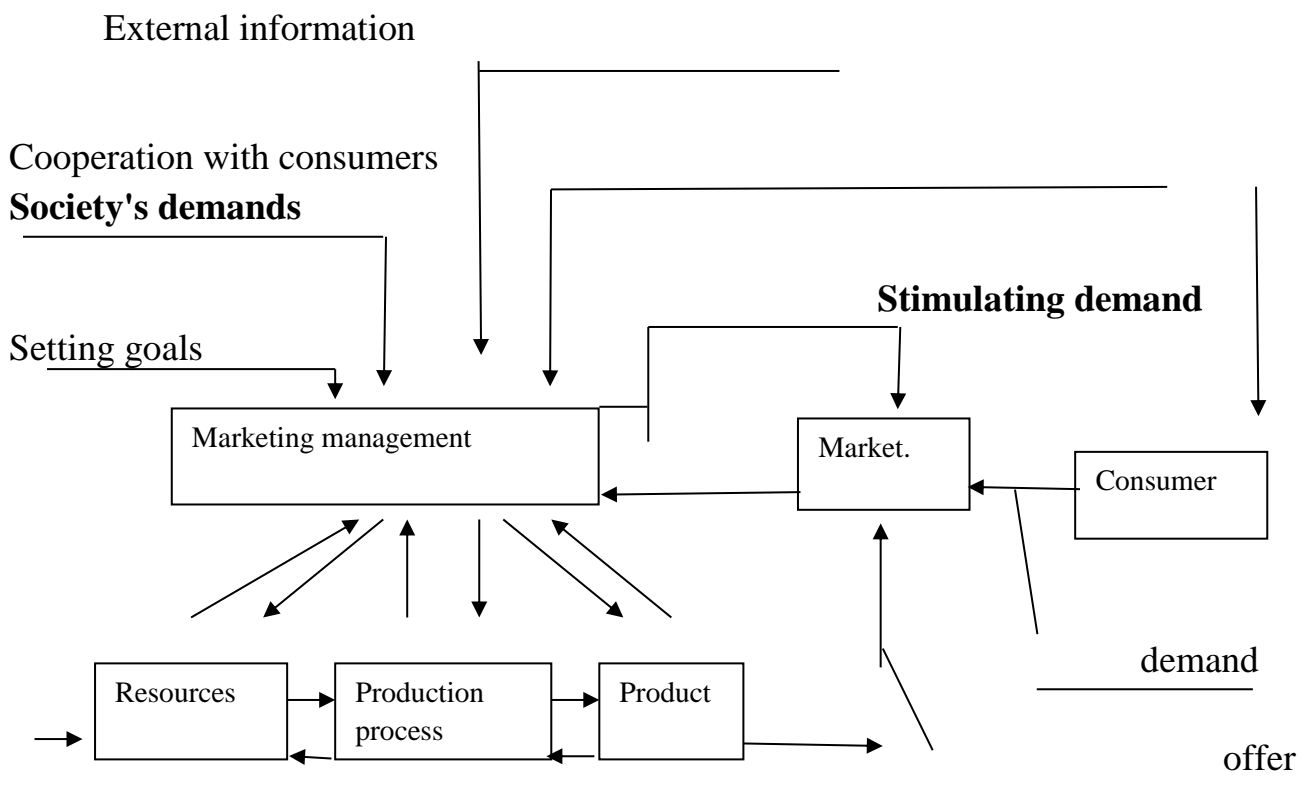 External information
Cooperation with consumers
Society's demands
Stimulating demand
Setting goals
Marketing management
Market.
Consumer
demand
Resources
Production
process
Product
offer